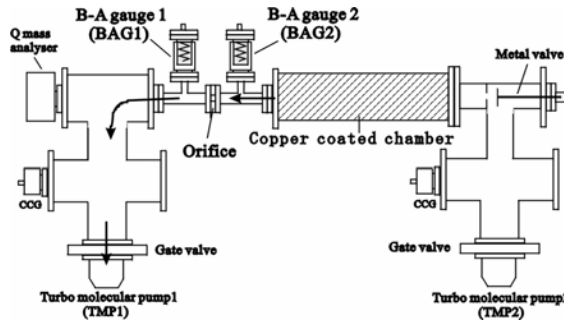 B-A gauge 1
(BAG1)
B-A gauge 2
(BAG2)
Q mass
analyser
Metal valve
Orifice
Copper coated chamber
CCG
CCG
Gate valve
Gate valve
Turbo molecular pump1
(TMP1)
Turbo molecular pump
(TMP2)